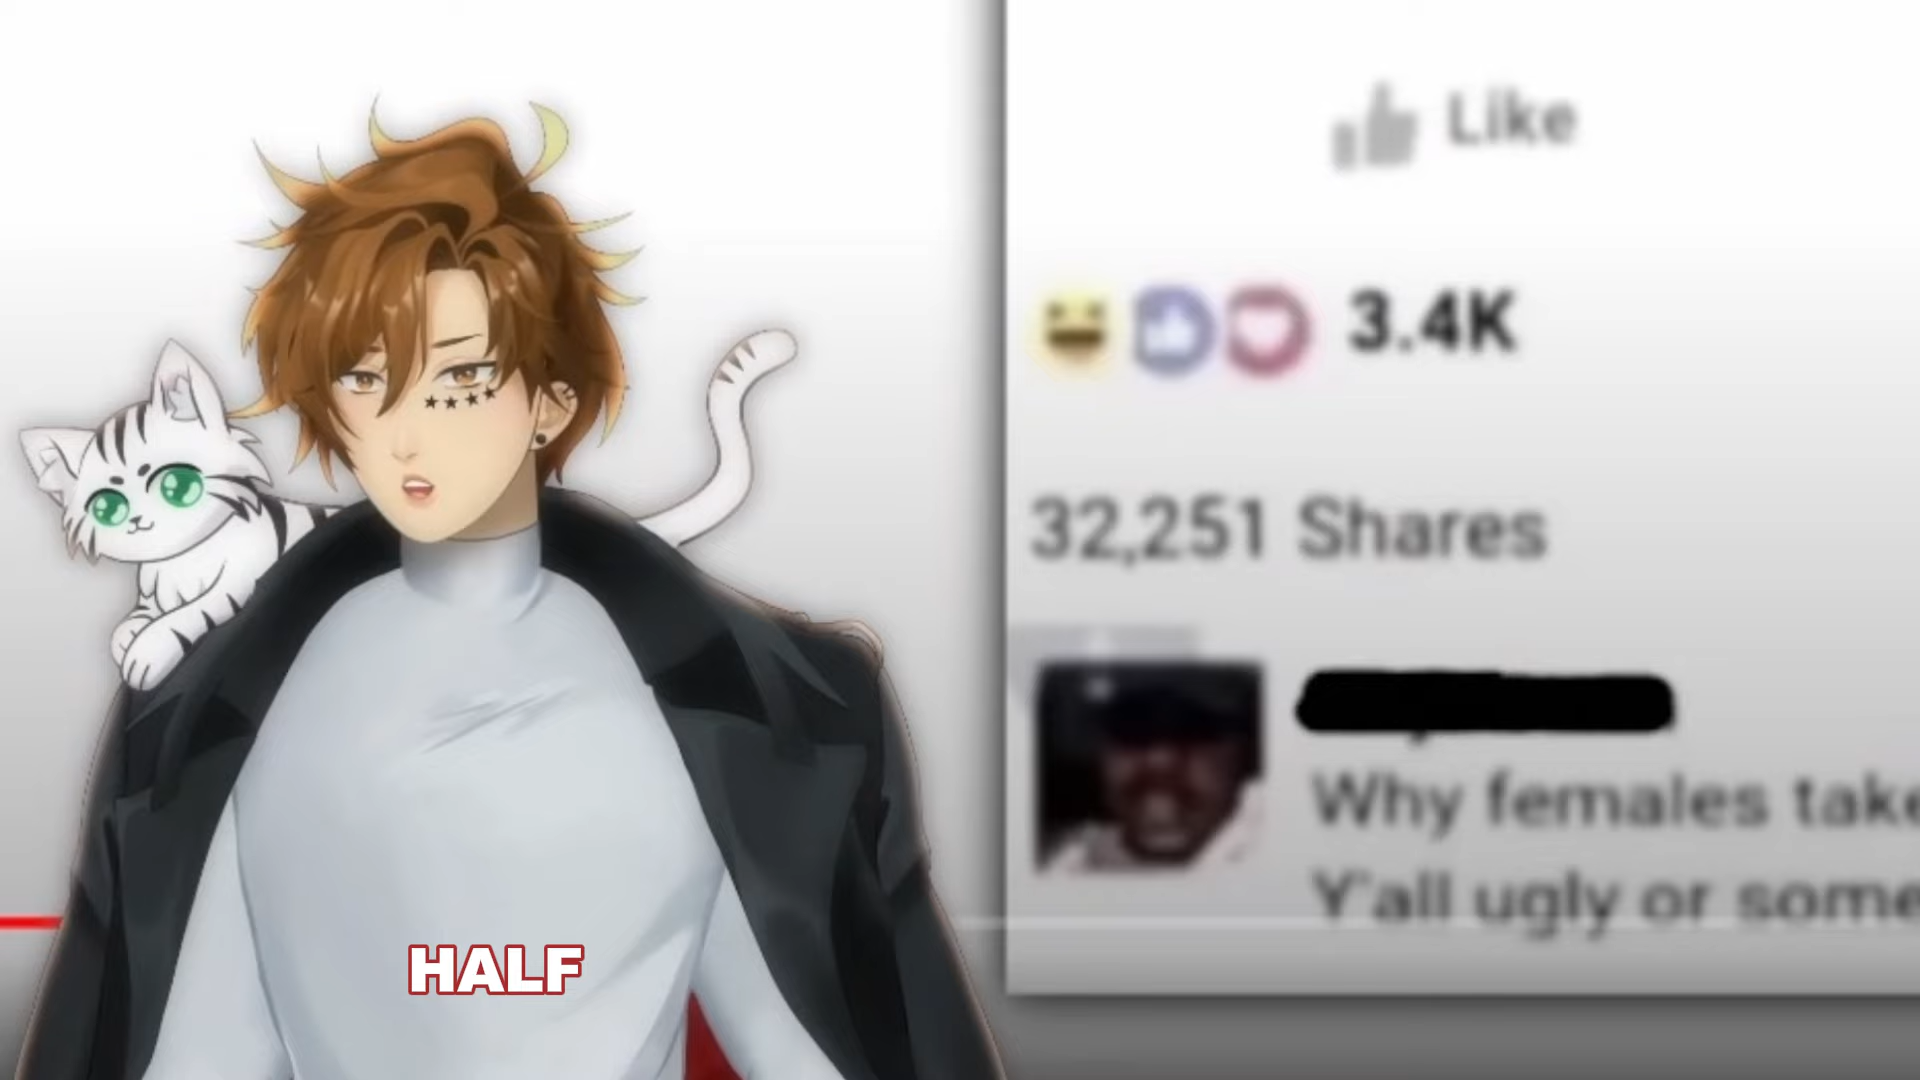 Like
3.4K
32,251 Shares
Why females take
Y'all ugly or some
HALF